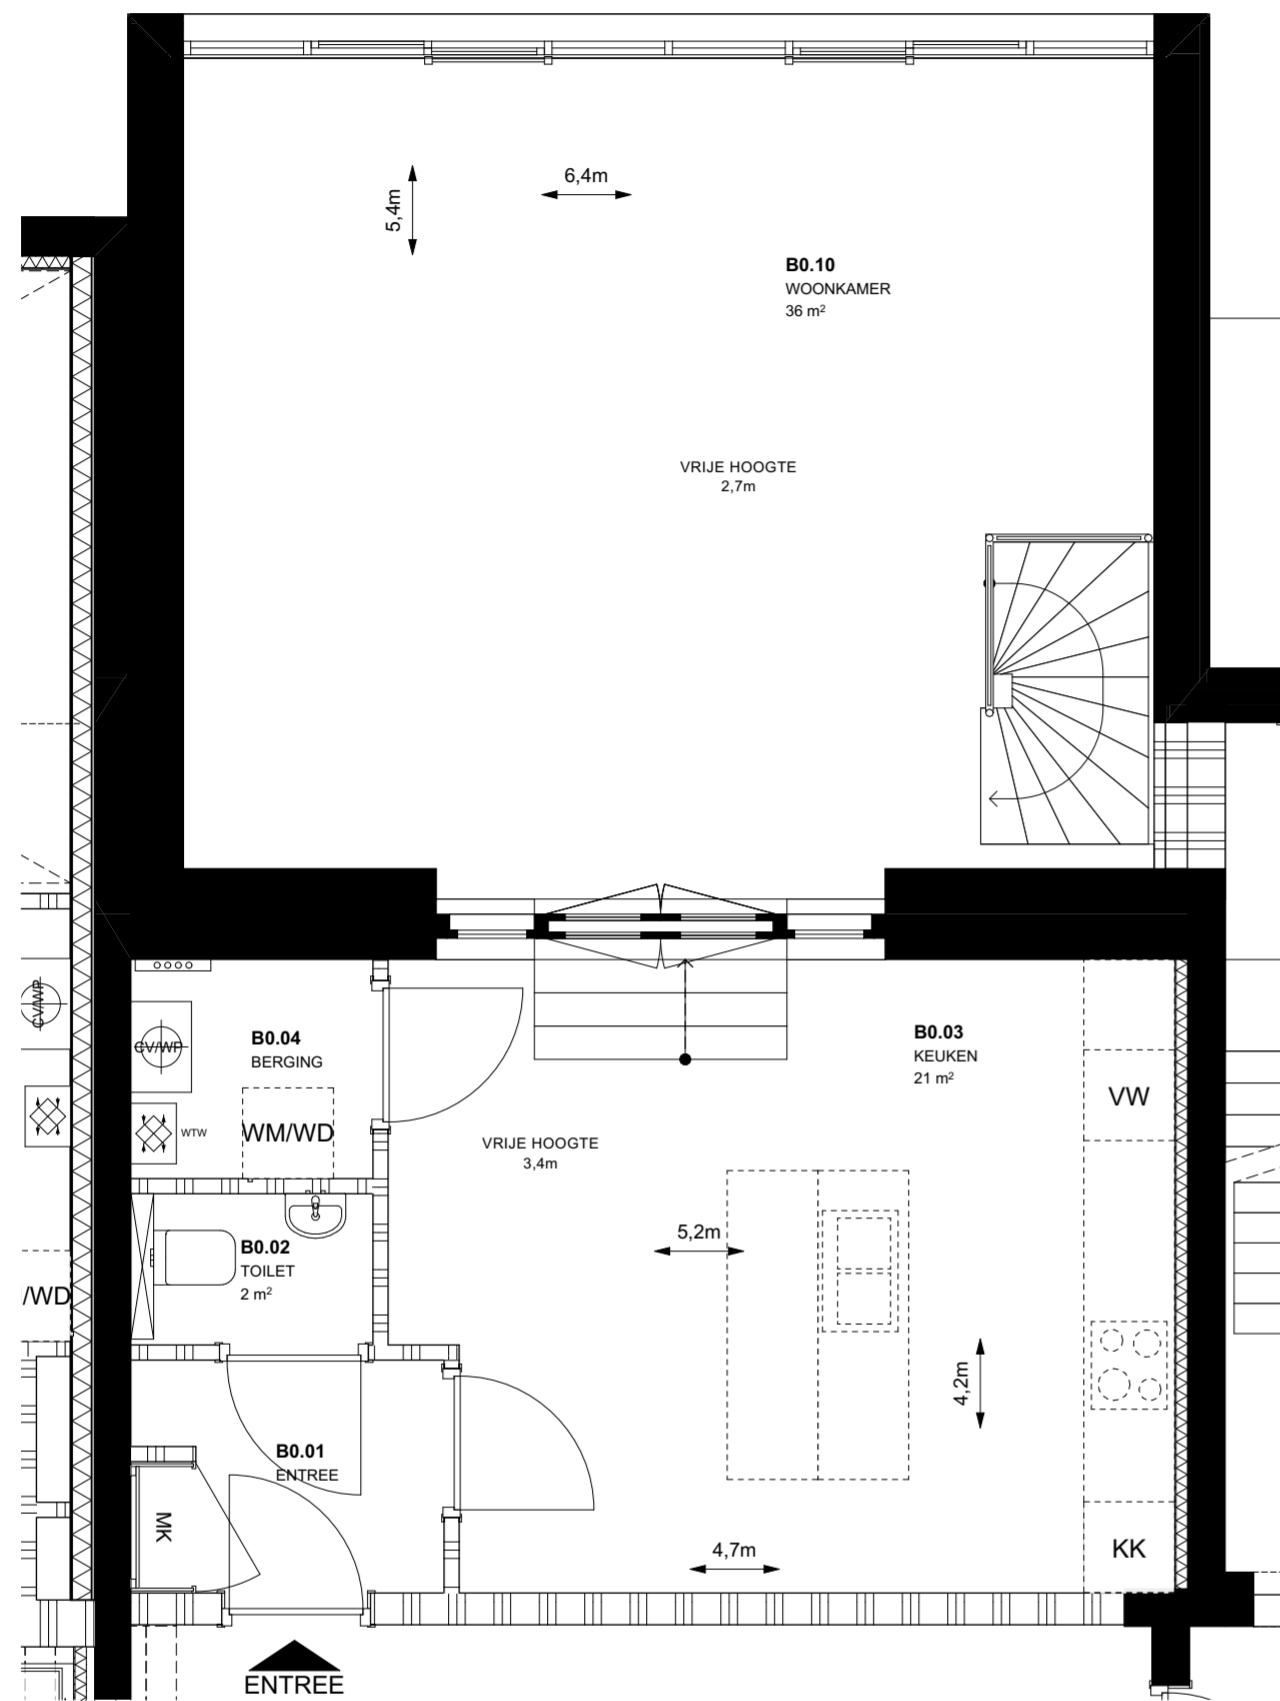 6,4m
5,4m
B0.10
WOONKAMER
36 m²
VRIJE HOOGTE
2,7m
CV/WP
B0.04
BERGING
CV/WP
B0.03
KEUKEN
21 m²
VW
WTW
WM/WD
VRIJE HOOGTE
3,4m
5,2m
B0.02
TOILET
2 m²
/WD
4,2m
B0.01
ENTREE
MK
4,7m
KK
ENTREE